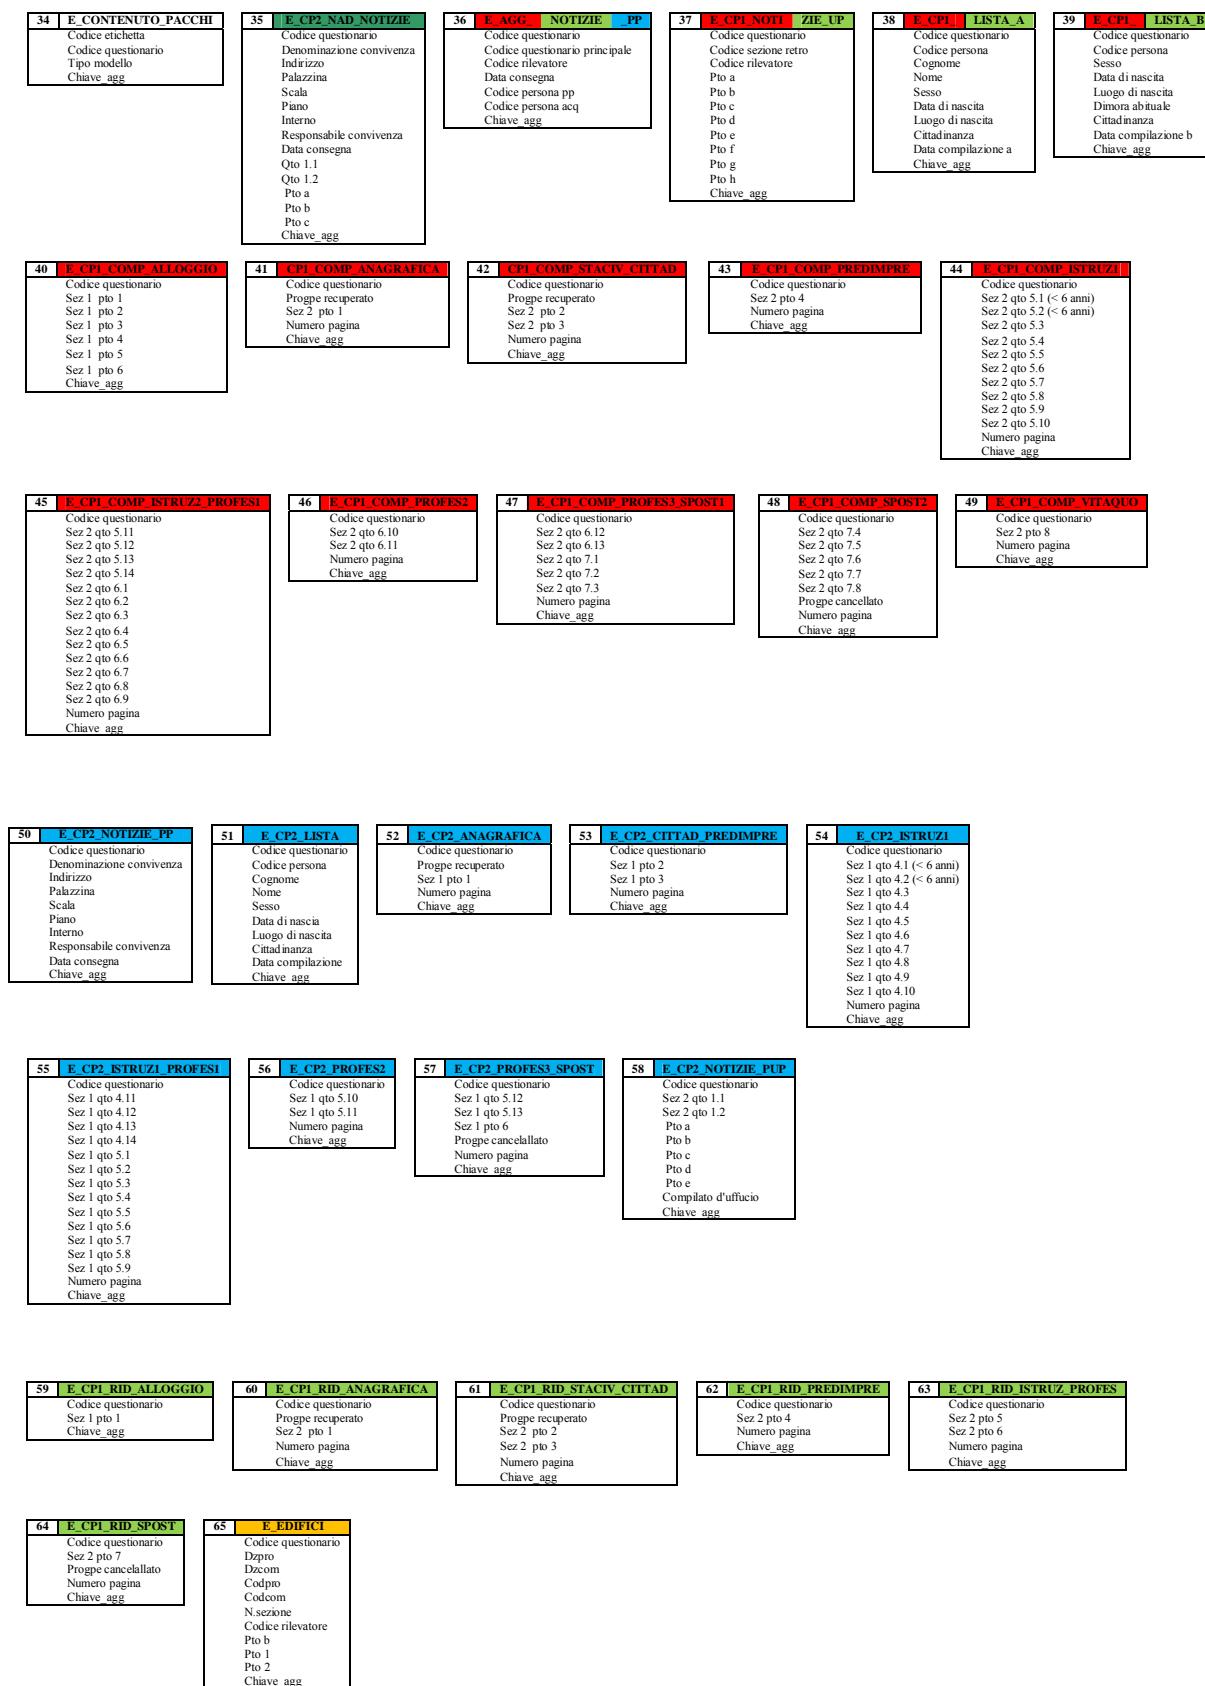 34 E_CONTENUTO_PACCHI
Codice etichetta
Codice questionario
Tipo modello
Chiave_agg
35 E_CP2_NAD_NOTIZIE
Codice questionario
Denominazione convivenza
Indirizzo
Palazzina
Scala
Piano
Interno
Responsabile convivenza
Data consegna
Qto 1.1
Qto 1.2
Pto a
Pto b
Pto c
Chiave_agg
36 E_AGG_ NOTIZIE _PP
Codice questionario
Codice questionario principale
Codice rilevatore
Data consegna
Codice persona pp
Codice persona acq
Chiave_agg
37 E_CP1_NOTI ZIE_UP
Codice questionario
Codice sezione retro
Codice rilevatore
Pto a
Pto b
Pto c
Pto d
Pto e
Pto f
Pto g
Pto h
Chiave_agg
38 E_CP1_ LISTA_A
Codice questionario
Codice persona
Cognome
Nome
Sesso
Data di nascita
Luogo di nascita
Cittadinanza
Data compilazione a
Chiave_agg
39 E_CP1_ LISTA_B
Codice questionario
Codice persona
Sesso
Data di nascita
Luogo di nascita
Dimora abituale
Cittadinanza
Data compilazione b
Chiave_agg
40 E_CP1_COMP_ALLOGGIO
Codice questionario
Sez 1 pto 1
Sez 1 pto 2
Sez 1 pto 3
Sez 1 pto 4
Sez 1 pto 5
Sez 1 pto 6
Chiave_agg
41 CP1_COMP_ANAGRAFICA
Codice questionario
Progpe recuperato
Sez 2 pto 1
Numero pagina
Chiave_agg
42 CP1_COMP_STACIV_CITTAD
Codice questionario
Progpe recuperato
Sez 2 pto 2
Sez 2 pto 3
Numero pagina
Chiave_agg
43 E_CP1_COMP_PREDIMPRE
Codice questionario
Sez 2 pto 4
Numero pagina
Chiave_agg
44 E_CP1_COMP_ISTRUZ1
Codice questionario
Sez 2 qto 5.1 (< 6 anni)
Sez 2 qto 5.2 (< 6 anni)
Sez 2 qto 5.3
Sez 2 qto 5.4
Sez 2 qto 5.5
Sez 2 qto 5.6
Sez 2 qto 5.7
Sez 2 qto 5.8
Sez 2 qto 5.9
Sez 2 qto 5.10
Numero pagina
Chiave_agg
45 E_CP1_COMP_ISTRUZ2_PROFES1
Codice questionario
Sez 2 qto 5.11
Sez 2 qto 5.12
Sez 2 qto 5.13
Sez 2 qto 5.14
Sez 2 qto 6.1
Sez 2 qto 6.2
Sez 2 qto 6.3
Sez 2 qto 6.4
Sez 2 qto 6.5
Sez 2 qto 6.6
Sez 2 qto 6.7
Sez 2 qto 6.8
Sez 2 qto 6.9
Numero pagina
Chiave_agg
46 E_CP1_COMP_PROFES2
Codice questionario
Sez 2 qto 6.10
Sez 2 qto 6.11
Numero pagina
Chiave_agg
47 E_CP1_COMP_PROFES3_SPOST1
Codice questionario
Sez 2 qto 6.12
Sez 2 qto 6.13
Sez 2 qto 7.1
Sez 2 qto 7.2
Sez 2 qto 7.3
Numero pagina
Chiave_agg
48 E_CP1_COMP_SPOST2
Codice questionario
Sez 2 qto 7.4
Sez 2 qto 7.5
Sez 2 qto 7.6
Sez 2 qto 7.7
Sez 2 qto 7.8
Progpe cancellato
Numero pagina
Chiave_agg
49 E_CP1_COMP_VITAQUO
Codice questionario
Sez 2 pto 8
Numero pagina
Chiave_agg
50 E_CP2_NOTIZIE_PP
Codice questionario
Denominazione convivenza
Indirizzo
Palazzina
Scala
Piano
Interno
Responsabile convivenza
Data consegna
Chiave_agg
51 E_CP2_LISTA
Codice questionario
Codice persona
Cognome
Nome
Sesso
Data di nascia
Luogo di nascita
Cittadinanza
Data compilazione
Chiave_agg
52 E_CP2_ANAGRAFICA
Codice questionario
Progpe recuperato
Sez 1 pto 1
Numero pagina
Chiave_agg
53 E_CP2_CITTAD_PREDIMPRE
Codice questionario
Sez 1 pto 2
Sez 1 pto 3
Numero pagina
Chiave_agg
54 E_CP2_ISTRUZ1
Codice questionario
Sez 1 qto 4.1 (< 6 anni)
Sez 1 qto 4.2 (< 6 anni)
Sez 1 qto 4.3
Sez 1 qto 4.4
Sez 1 qto 4.5
Sez 1 qto 4.6
Sez 1 qto 4.7
Sez 1 qto 4.8
Sez 1 qto 4.9
Sez 1 qto 4.10
Numero pagina
Chiave_agg
55 E_CP2_ISTRUZ1_PROFES1
Codice questionario
Sez 1 qto 4.11
Sez 1 qto 4.12
Sez 1 qto 4.13
Sez 1 qto 4.14
Sez 1 qto 5.1
Sez 1 qto 5.2
Sez 1 qto 5.3
Sez 1 qto 5.4
Sez 1 qto 5.5
Sez 1 qto 5.6
Sez 1 qto 5.7
Sez 1 qto 5.8
Sez 1 qto 5.9
Numero pagina
Chiave_agg
56 E_CP2_PROFES2
Codice questionario
Sez 1 qto 5.10
Sez 1 qto 5.11
Numero pagina
Chiave_agg
57 E_CP2_PROFES3_SPOST
Codice questionario
Sez 1 qto 5.12
Sez 1 qto 5.13
Sez 1 pto 6
Progpe cancelallato
Numero pagina
Chiave_agg
58 E_CP2_NOTIZIE_PUP
Codice questionario
Sez 2 qto 1.1
Sez 2 qto 1.2
Pto a
Pto b
Pto c
Pto d
Pto e
Compilato d'uffucio
Chiave_agg
59 E_CP1_RID_ALLOGGIO
Codice questionario
Sez 1 pto 1
Chiave_agg
60 E_CP1_RID_ANAGRAFICA
Codice questionario
Progpe recuperato
Sez 2 pto 1
Numero pagina
Chiave_agg
61 E_CP1_RID_STACIV_CITTAD
Codice questionario
Progpe recuperato
Sez 2 pto 2
Sez 2 pto 3
Numero pagina
Chiave_agg
62 E_CP1_RID_PREDIMPRE
Codice questionario
Sez 2 pto 4
Numero pagina
Chiave_agg
63 E_CP1_RID_ISTRUZ_PROFES
Codice questionario
Sez 2 pto 5
Sez 2 pto 6
Numero pagina
Chiave_agg
64 E_CP1_RID_SPOST
Codice questionario
Sez 2 pto 7
Progpe cancelallato
Numero pagina
Chiave_agg
65 E_EDIFICI
Codice questionario
Dzpro
Dzcom
Codpro
Codcom
N.sezione
Codice rilevatore
Pto b
Pto 1
Pto 2
Chiave_agg